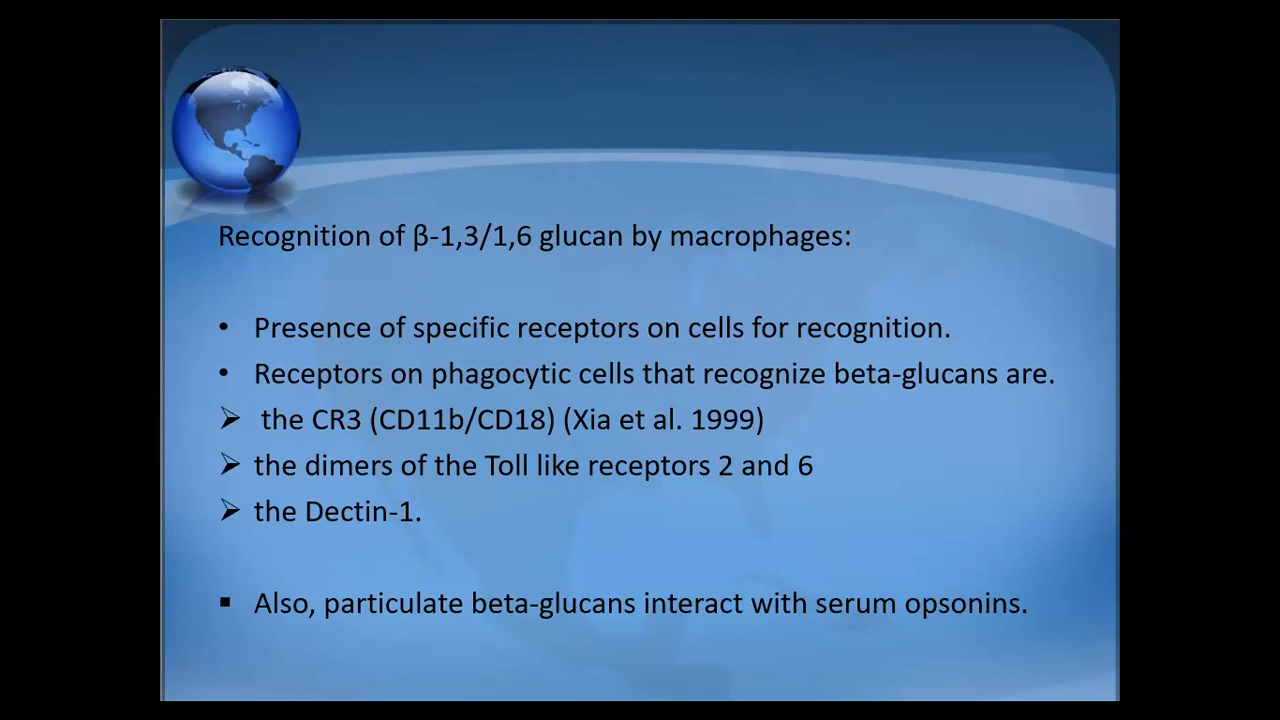 Recognition of β-1,3/1,6 glucan by macrophages:
• Presence of specific receptors on cells for recognition.
• Receptors on phagocytic cells that recognize beta-glucans are.
➢ the CR3 (CD11b/CD18) (Xia et al. 1999)
➢ the dimers of the Toll like receptors 2 and 6
➢ the Dectin-1.
▪ Also, particulate beta-glucans interact with serum opsonins.